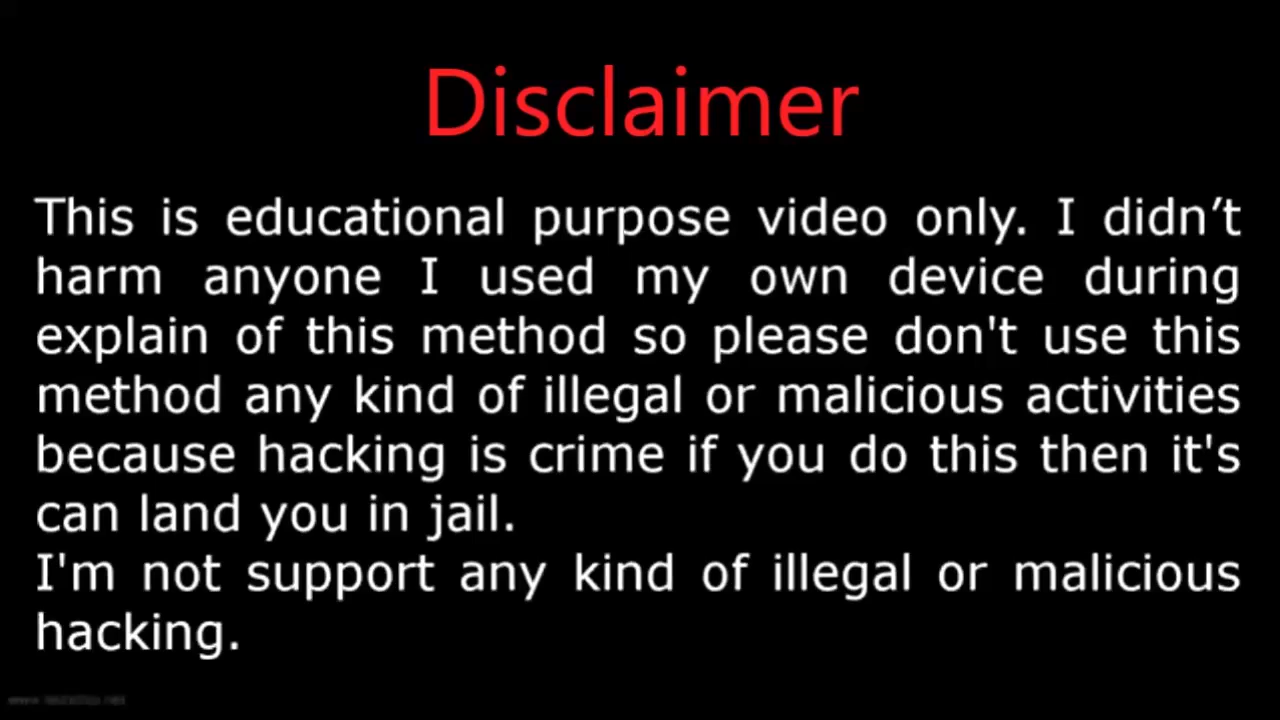 Disclaimer
This is educational purpose video only. I didn’t
harm anyone I used my own device during
explain of this method so please don't use this
method any kind of illegal or malicious activities
because hacking is crime if you do this then it's
can land you in jail.
I'm not support any kind of illegal or malicious
hacking.